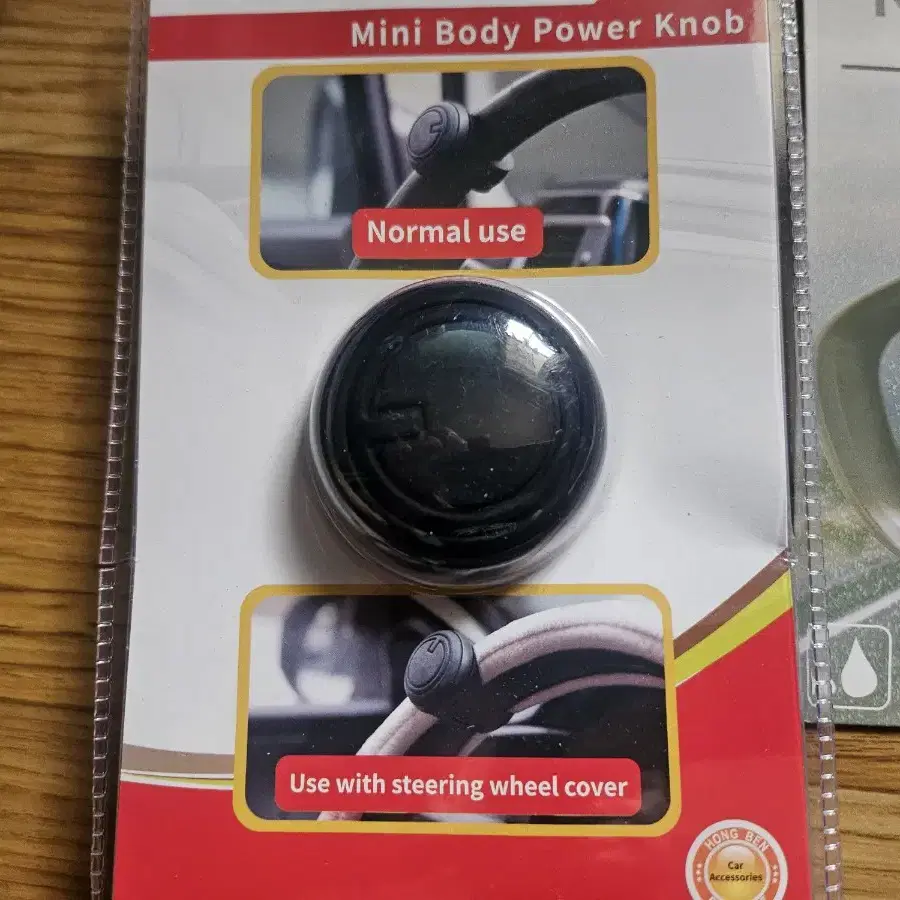 Mini Body Power Knob
Normal use
Use with steering wheel cover
HONG BEN
Car
Accessories